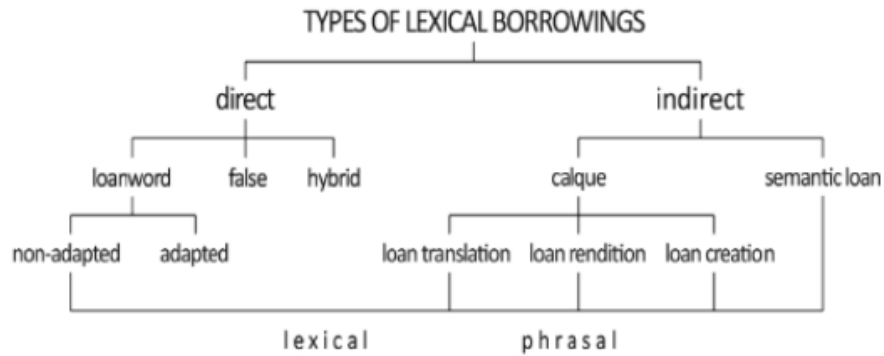 TYPES OF LEXICAL BORROWINGS
direct indirect
loanword false hybrid calque semantic loan
non-adapted adapted loan translation loan rendition loan creation
lexical phrasal